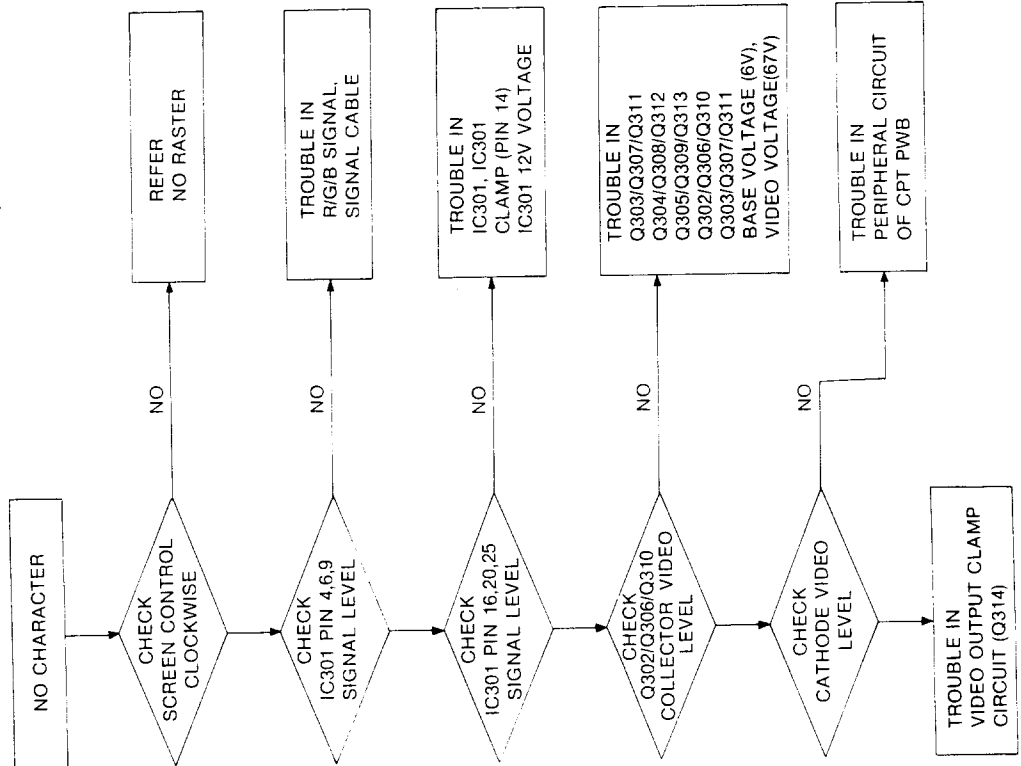 NO CHARACTER
CHECK
SCREEN CONTROL
CLOCKWISE
NO
REFER
NO RASTER
CHECK
IC301 PIN 4,6,9
SIGNAL LEVEL
NO
TROUBLE IN
R/G/B SIGNAL,
SIGNAL CABLE
CHECK
IC301 PIN 16,20,25
SIGNAL LEVEL
NO
TROUBLE IN
IC301, IC301
CLAMP (PIN 14)
IC301 12V VOLTAGE
CHECK
Q302/Q306/Q310
COLLECTOR VIDEO
LEVEL
NO
TROUBLE IN
Q303/Q307/Q311
Q304/Q308/Q312
Q305/Q309/Q313
Q302/Q306/Q310
Q303/Q307/Q311
BASE VOLTAGE (6V),
VIDEO VOLTAGE(67V)
CHECK
CATHODE VIDEO
LEVEL
NO
TROUBLE IN
PERIPHERAL CIRCUIT
OF CPT PWB
TROUBLE IN
VIDEO OUTPUT CLAMP
CIRCUIT (Q314)